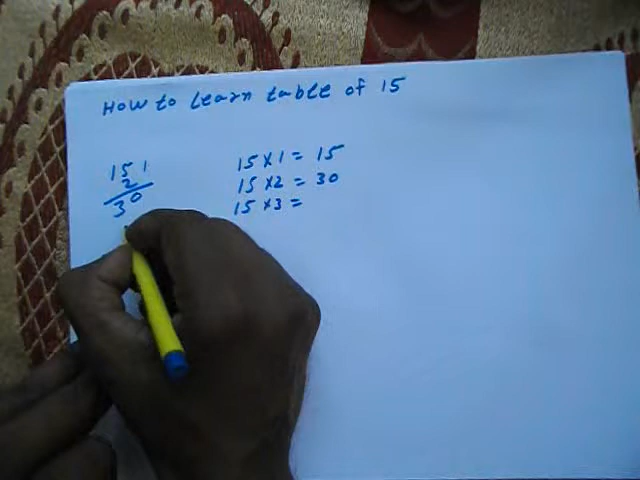 How to learn table of 15
15 1
2
30
15 x 1 = 15
15 x 2 = 30
15 x 3 =